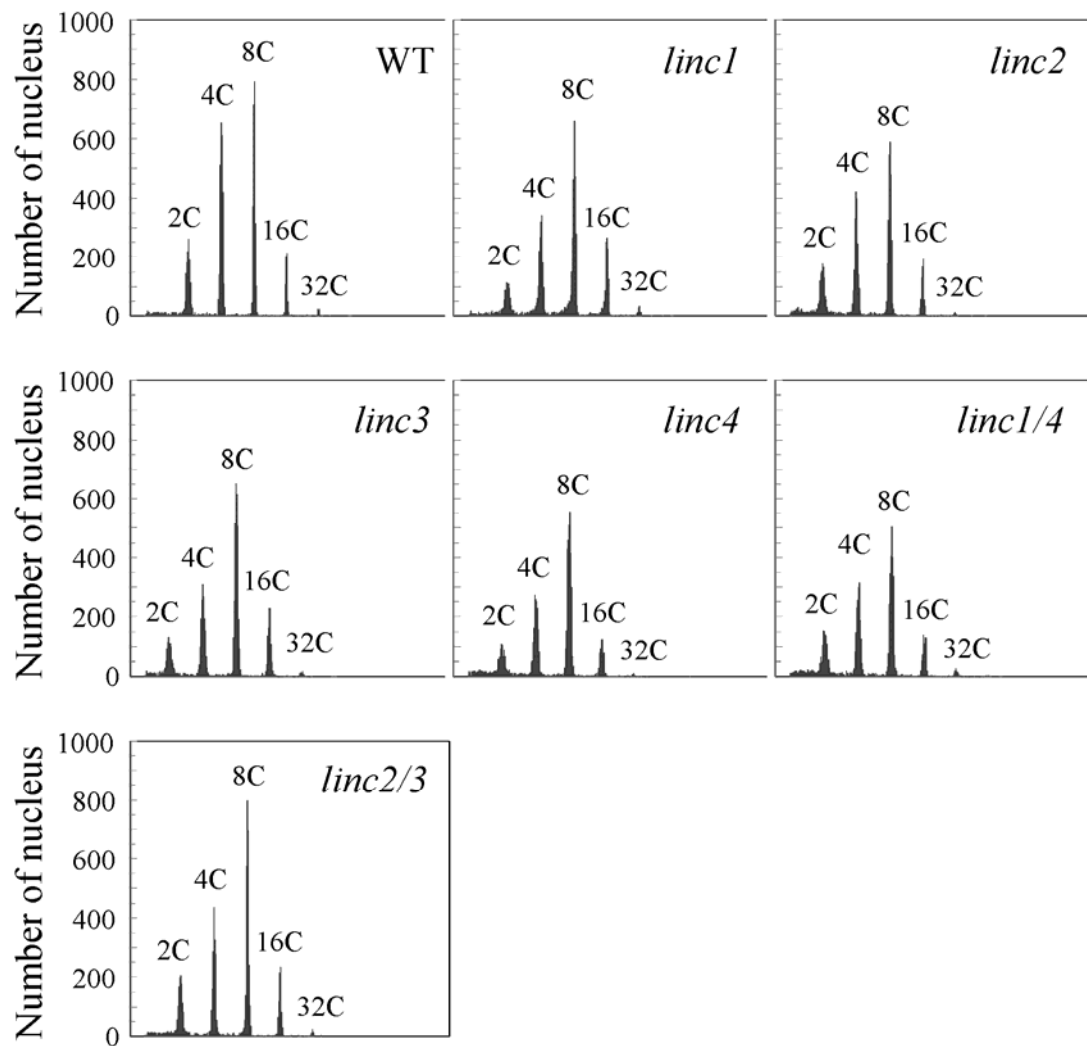 Number of nucleus
1000
800
600
400
200
0
WT
2C
4C
8C
16C
32C
linc1
2C
4C
8C
16C
32C
linc2
2C
4C
8C
16C
32C
Number of nucleus
1000
800
600
400
200
0
linc3
2C
4C
8C
16C
32C
linc4
2C
4C
8C
16C
32C
linc1/4
2C
4C
8C
16C
32C
Number of nucleus
1000
800
600
400
200
0
linc2/3
2C
4C
8C
16C
32C